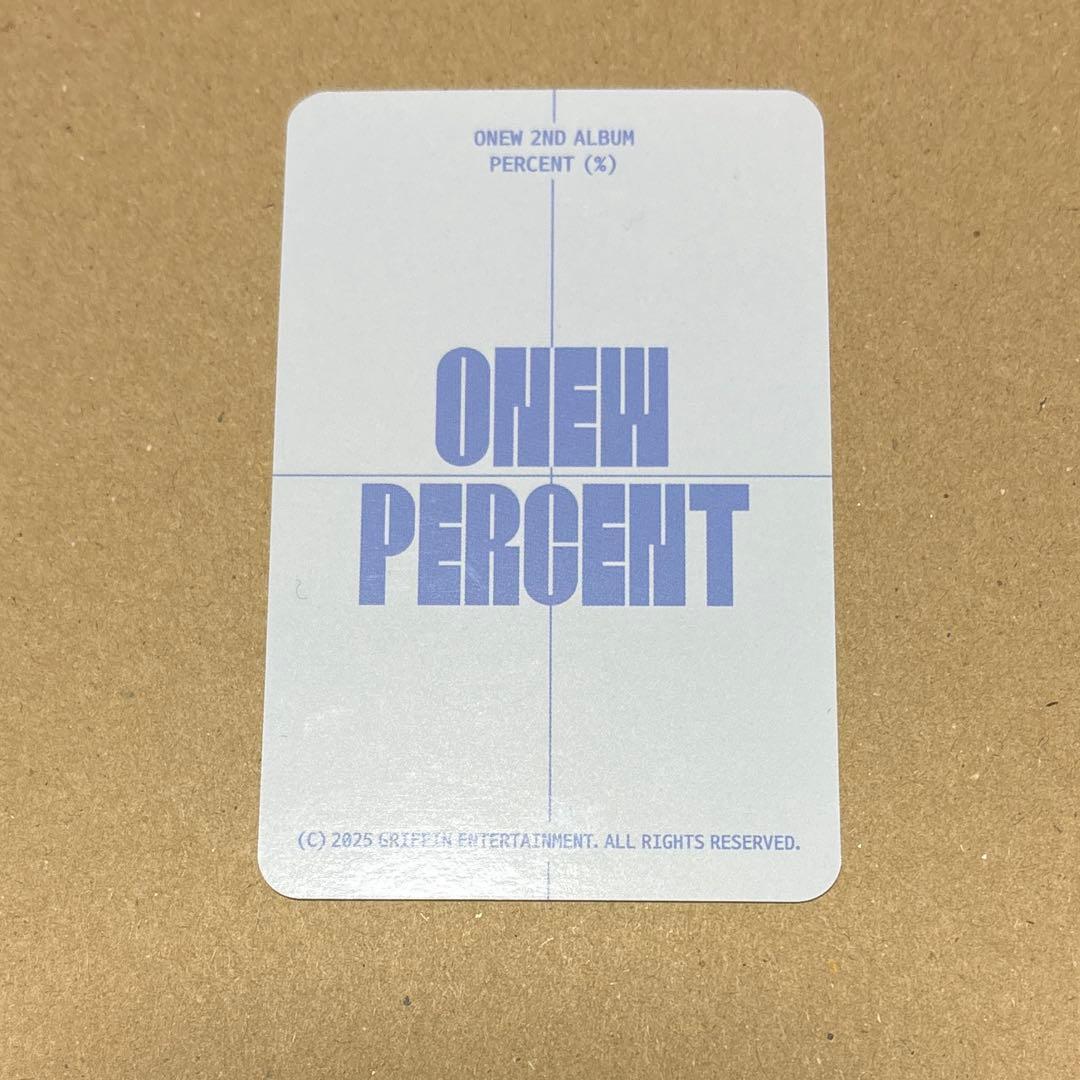 ONEW 2ND ALBUM
PERCENT (%)
ONEW
PERCENT
(C) 2025 GRIFFIN ENTERTAINMENT. ALL RIGHTS RESERVED.